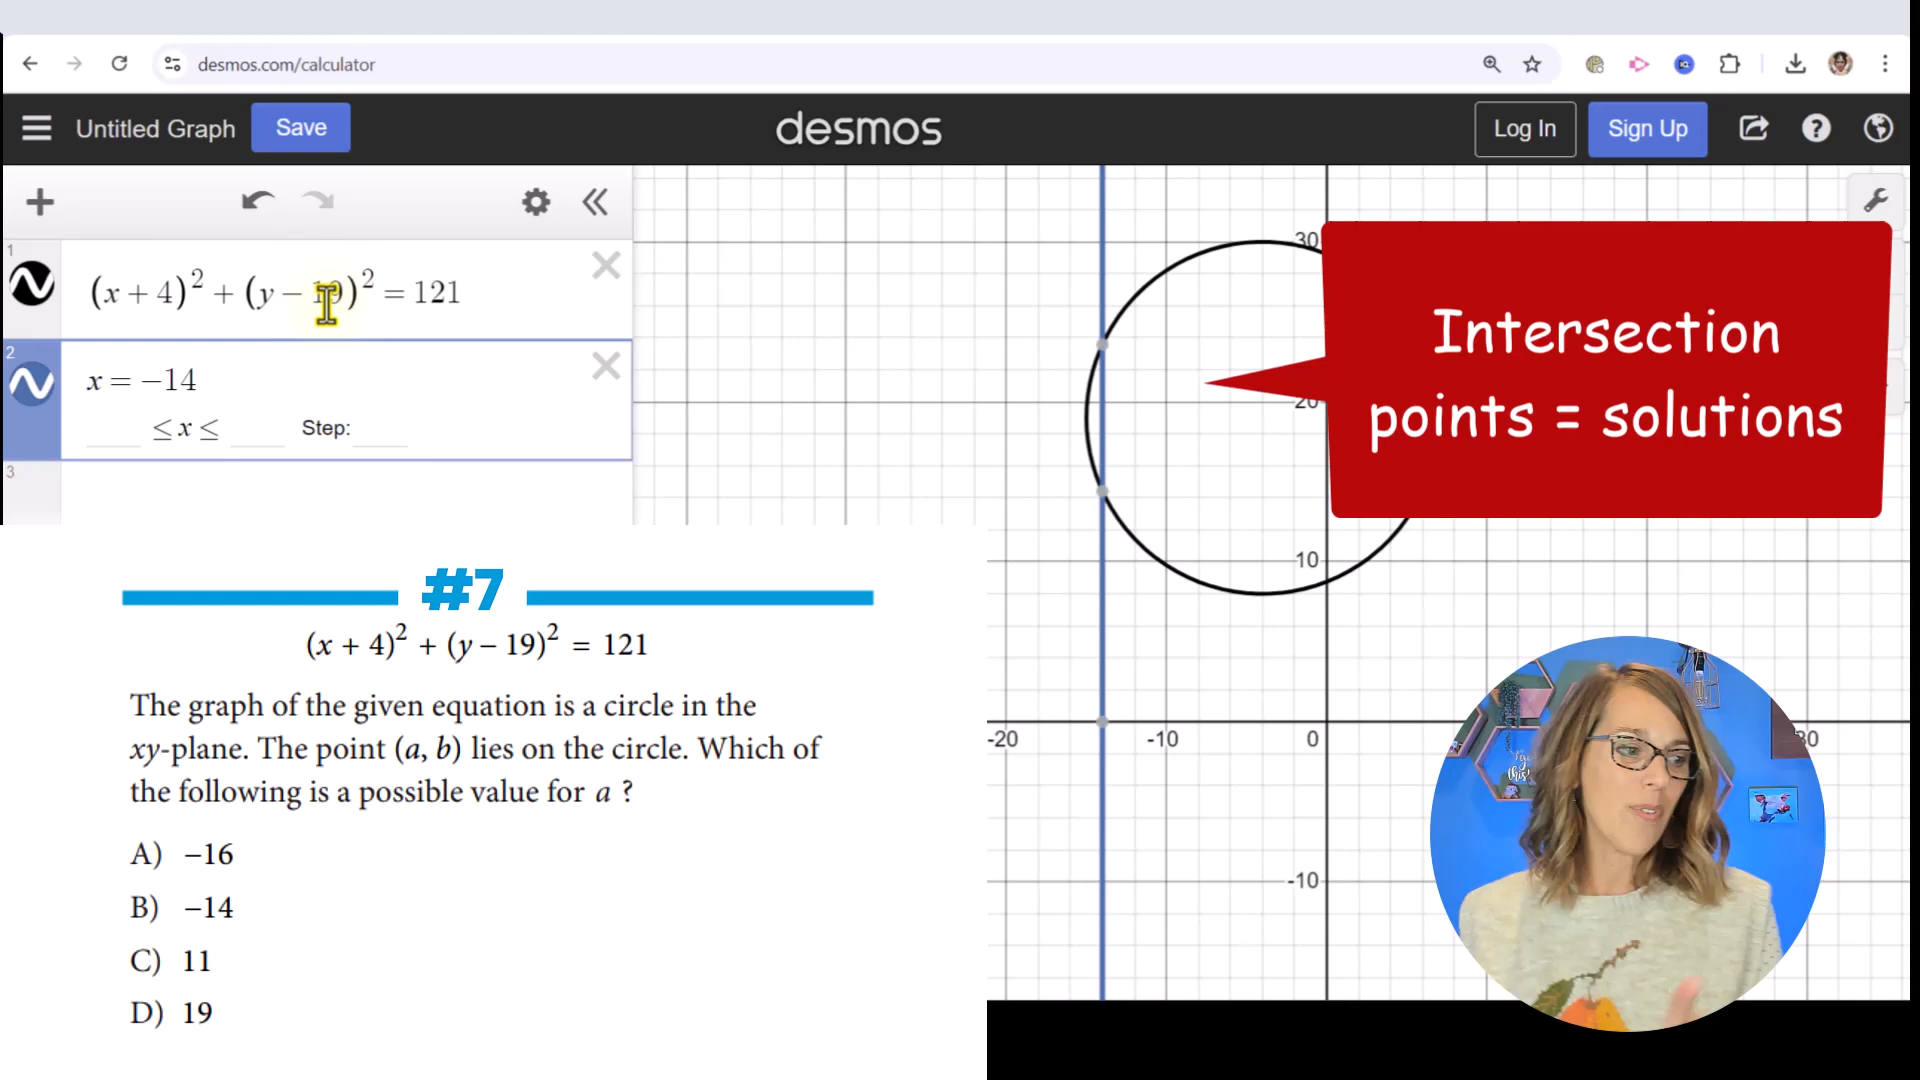 desmos.com/calculator
Untitled Graph
Save
desmos
Log In
Sign Up
1
(x + 4)² + (y − 19)² = 121
2
x = −14
≤ x ≤
Step:
3
30
20
10
-20
-10
0
-10
Intersection
points = solutions
#7
(x + 4)² + (y − 19)² = 121
The graph of the given equation is a circle in the
xy-plane. The point (a, b) lies on the circle. Which of
the following is a possible value for a ?
A) −16
B) −14
C) 11
D) 19